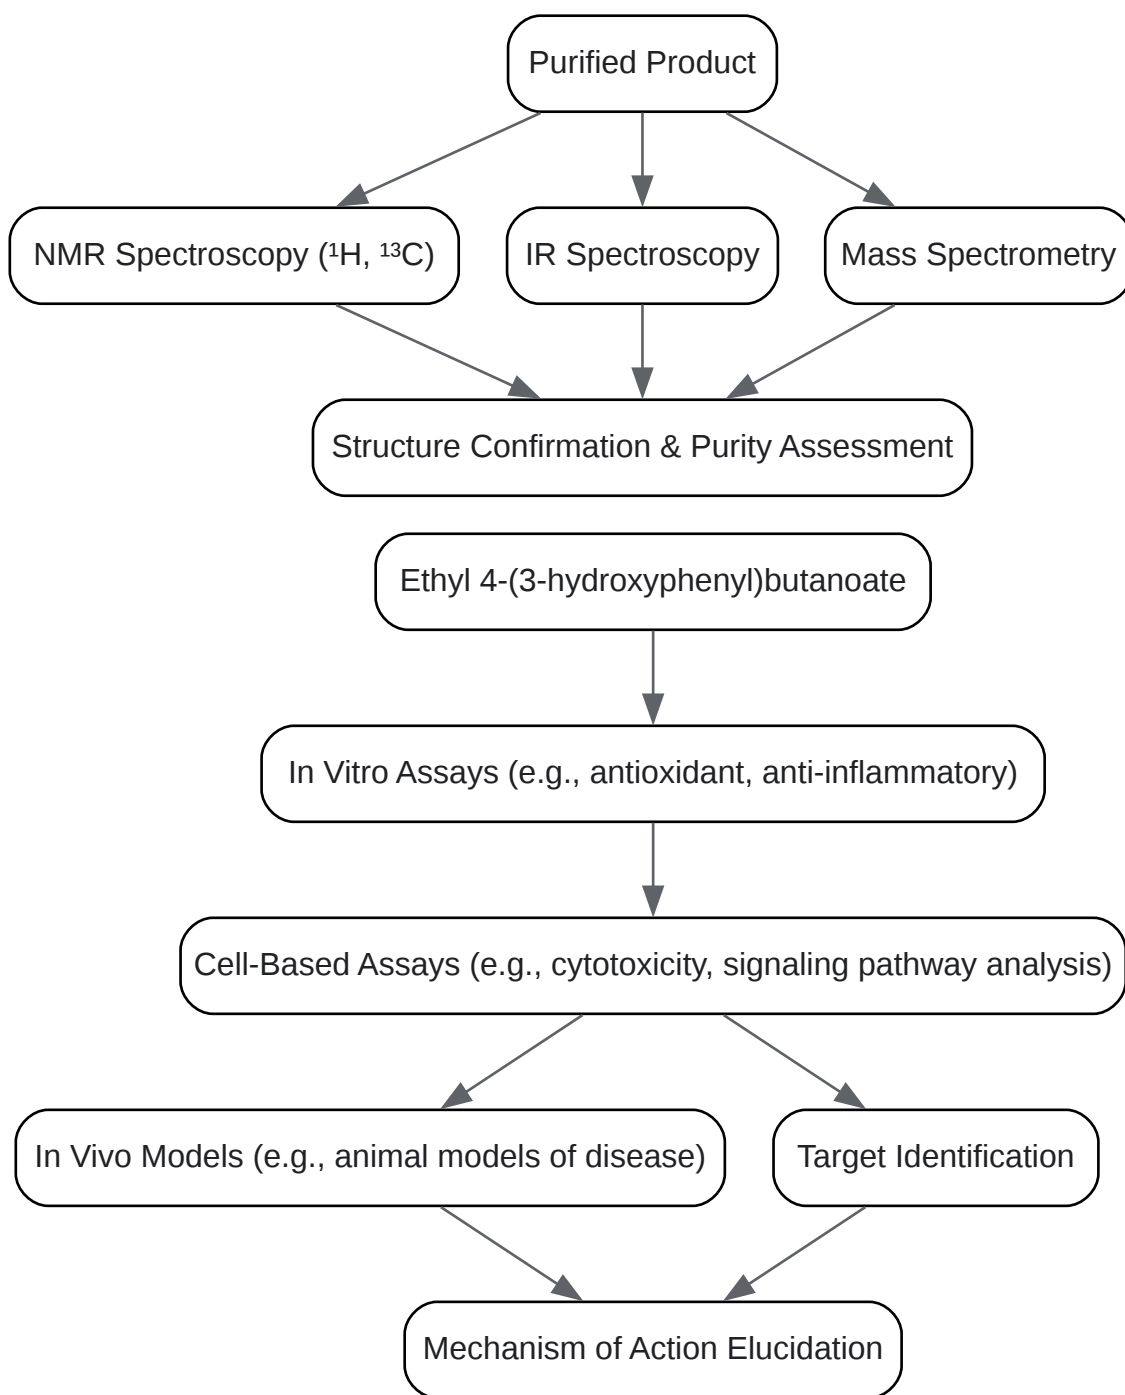 Purified Product
NMR Spectroscopy (¹H, ¹³C)
IR Spectroscopy
Mass Spectrometry
Structure Confirmation & Purity Assessment
Ethyl 4-(3-hydroxyphenyl)butanoate
In Vitro Assays (e.g., antioxidant, anti-inflammatory)
Cell-Based Assays (e.g., cytotoxicity, signaling pathway analysis)
In Vivo Models (e.g., animal models of disease)
Target Identification
Mechanism of Action Elucidation